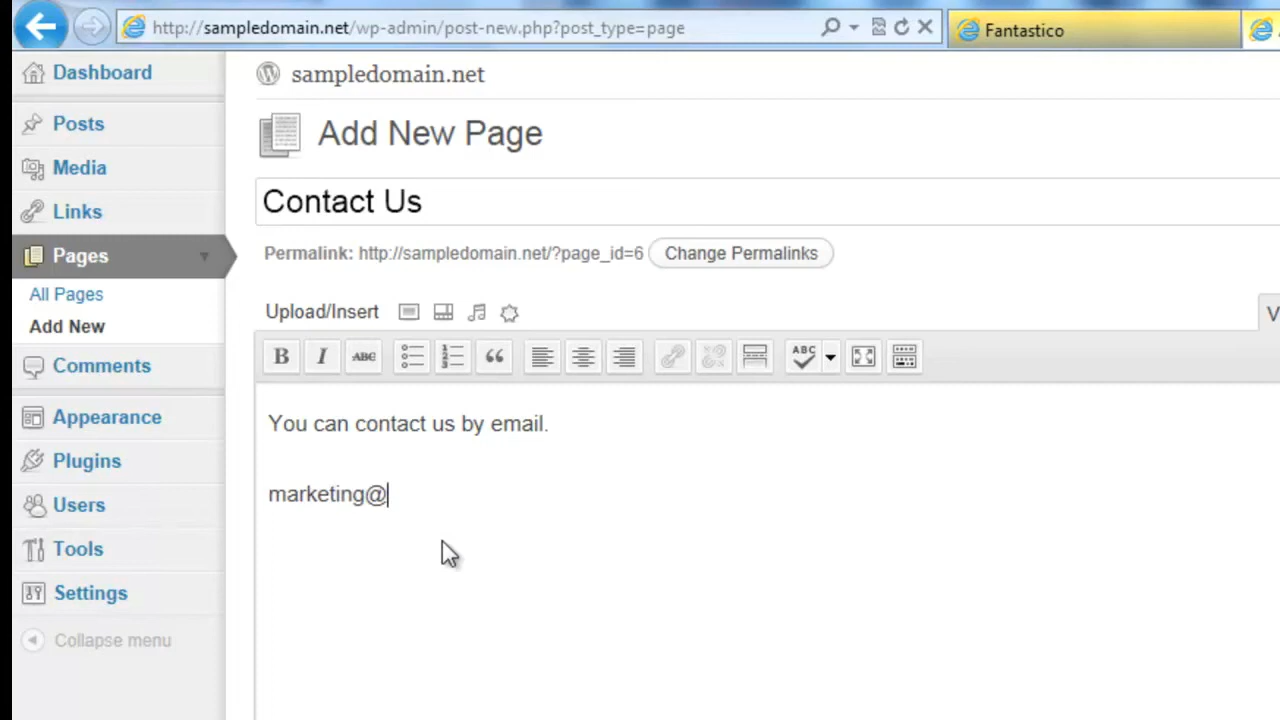 http://sampledomain.net/wp-admin/post-new.php?post_type=page
Fantastico
Dashboard
Posts
Media
Links
Pages
All Pages
Add New
Comments
Appearance
Plugins
Users
Tools
Settings
Collapse menu
sampledomain.net
Add New Page
Contact Us
Permalink: http://sampledomain.net/?page_id=6 Change Permalinks
Upload/Insert
V
B I ABC ABC
You can contact us by email.
marketing@